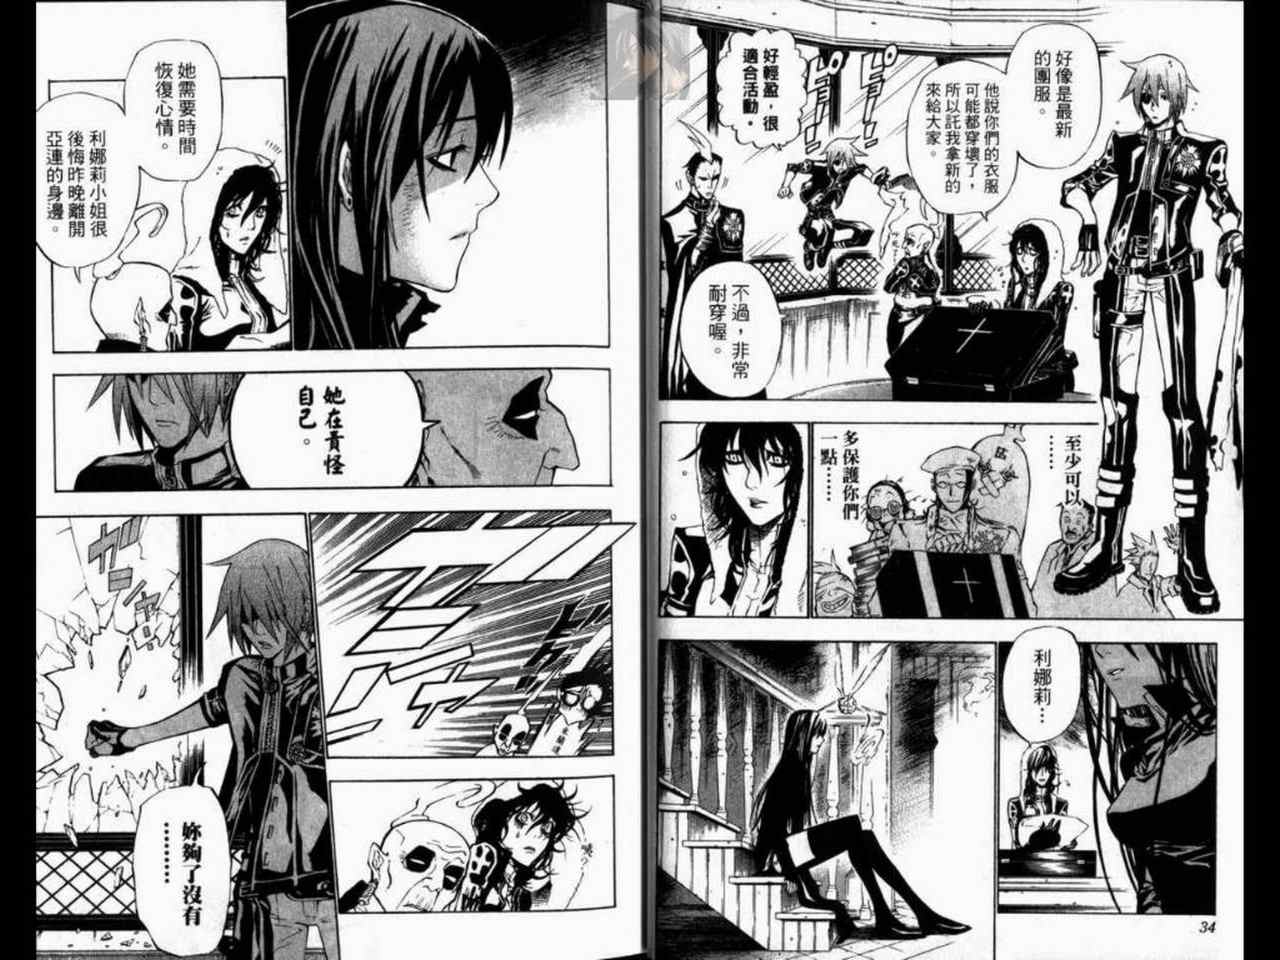 好像是最新
的團服。
他說你們的衣服
可能都穿壞了，
所以託我拿新的
來給大家。
好輕盈，很
適合活動。
不過，非常
耐穿喔。
至少可以
……
多保護你們
一點……
利娜莉…
34
她需要時間
恢復心情。
利娜莉小姐很
後悔昨晚離開
亞連的身邊。
她在責怪
自己。
咦？
妳夠了沒有
………